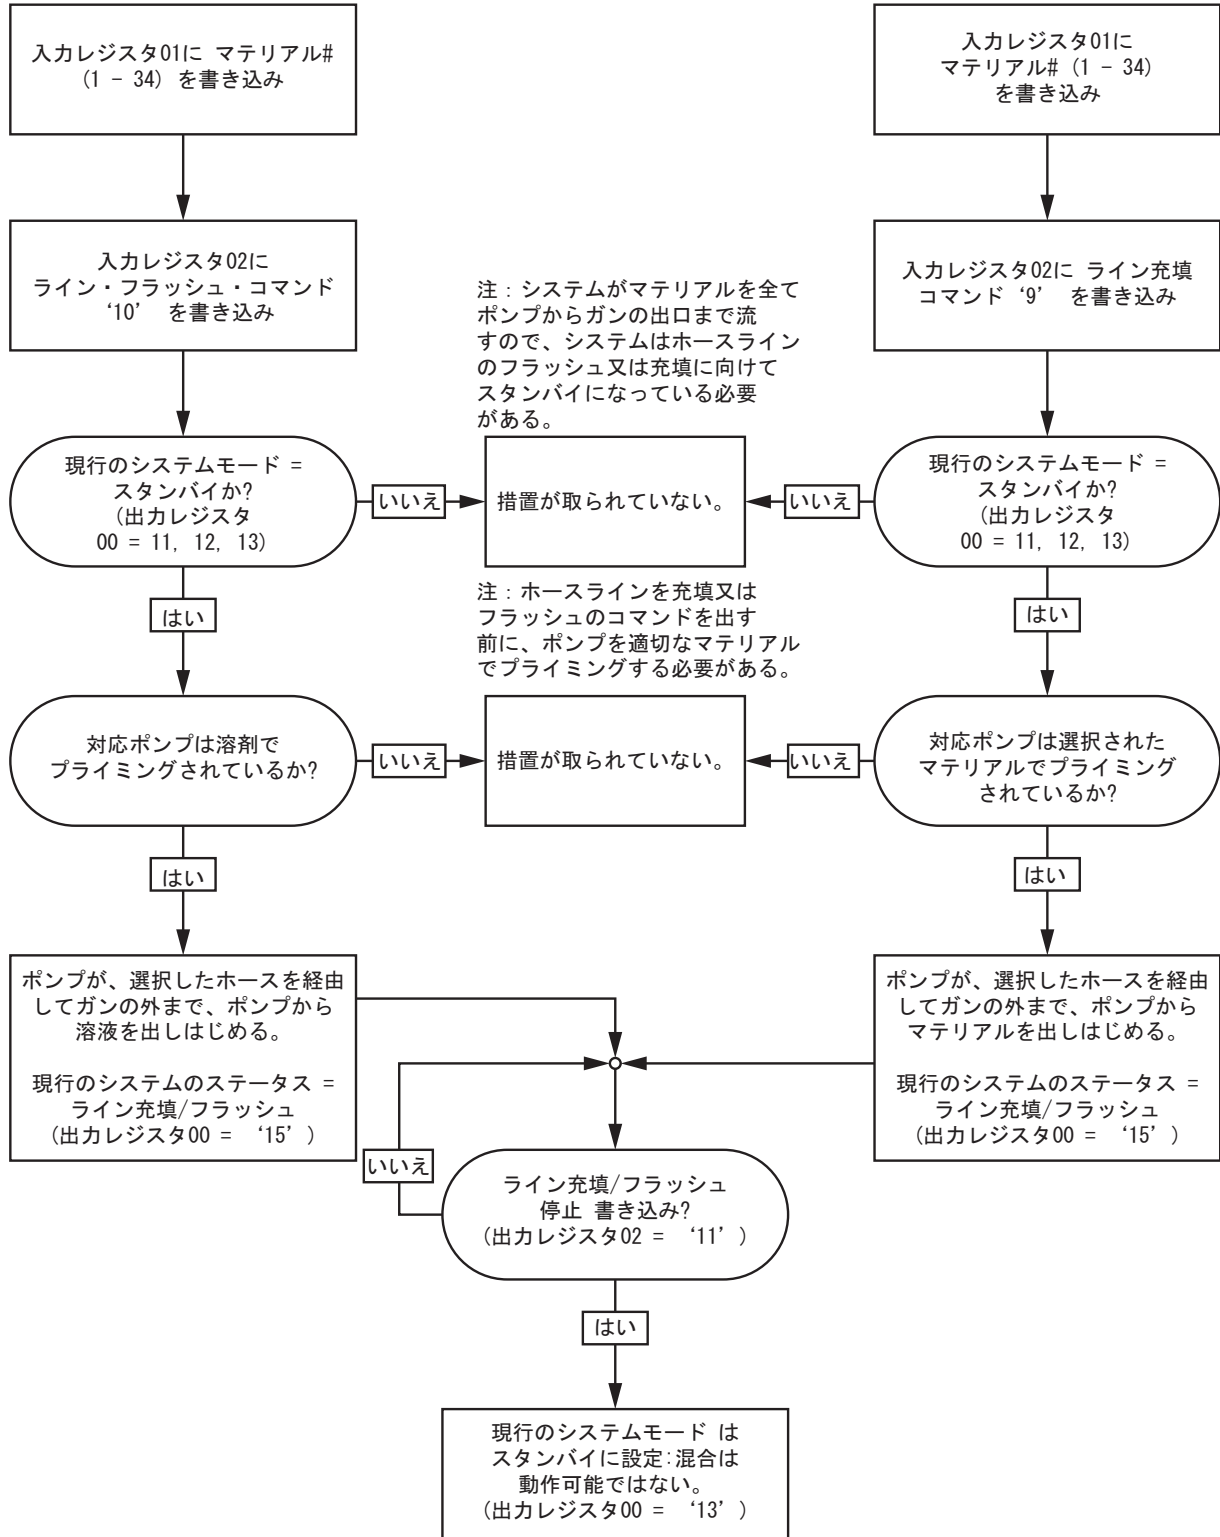 入力レジスタ01に マテリアル#
(1 - 34) を書き込み
入力レジスタ01に
マテリアル# (1 - 34)
を書き込み
入力レジスタ02に
ライン・フラッシュ・コマンド
‘10’ を書き込み
入力レジスタ02に ライン充填
コマンド ‘9’ を書き込み
注：システムがマテリアルを全て
ポンプからガンの出口まで流
すので、システムはホースライン
のフラッシュ又は充填に向けて
スタンバイになっている必要
がある。
現行のシステムモード =
スタンバイか?
(出力レジスタ
00 = 11, 12, 13)
いいえ
措置が取られていない。
いいえ
現行のシステムモード =
スタンバイか?
(出力レジスタ
00 = 11, 12, 13)
はい
注：ホースラインを充填又は
フラッシュのコマンドを出す
前に、ポンプを適切なマテリアル
でプライミングする必要がある。
はい
対応ポンプは溶剤で
プライミングされているか?
いいえ
措置が取られていない。
いいえ
対応ポンプは選択された
マテリアルでプライミング
されているか?
はい
はい
ポンプが、選択したホースを経由
してガンの外まで、ポンプから
溶液を出しはじめる。
現行のシステムのステータス =
ライン充填/フラッシュ
(出力レジスタ00 = ‘15’)
ポンプが、選択したホースを経由
してガンの外まで、ポンプから
マテリアルを出しはじめる。
現行のシステムのステータス =
ライン充填/フラッシュ
(出力レジスタ00 = ‘15’)
いいえ
ライン充填/フラッシュ
停止 書き込み?
(出力レジスタ02 = ‘11’)
はい
現行のシステムモード は
スタンバイに設定:混合は
動作可能ではない。
(出力レジスタ00 = ‘13’)